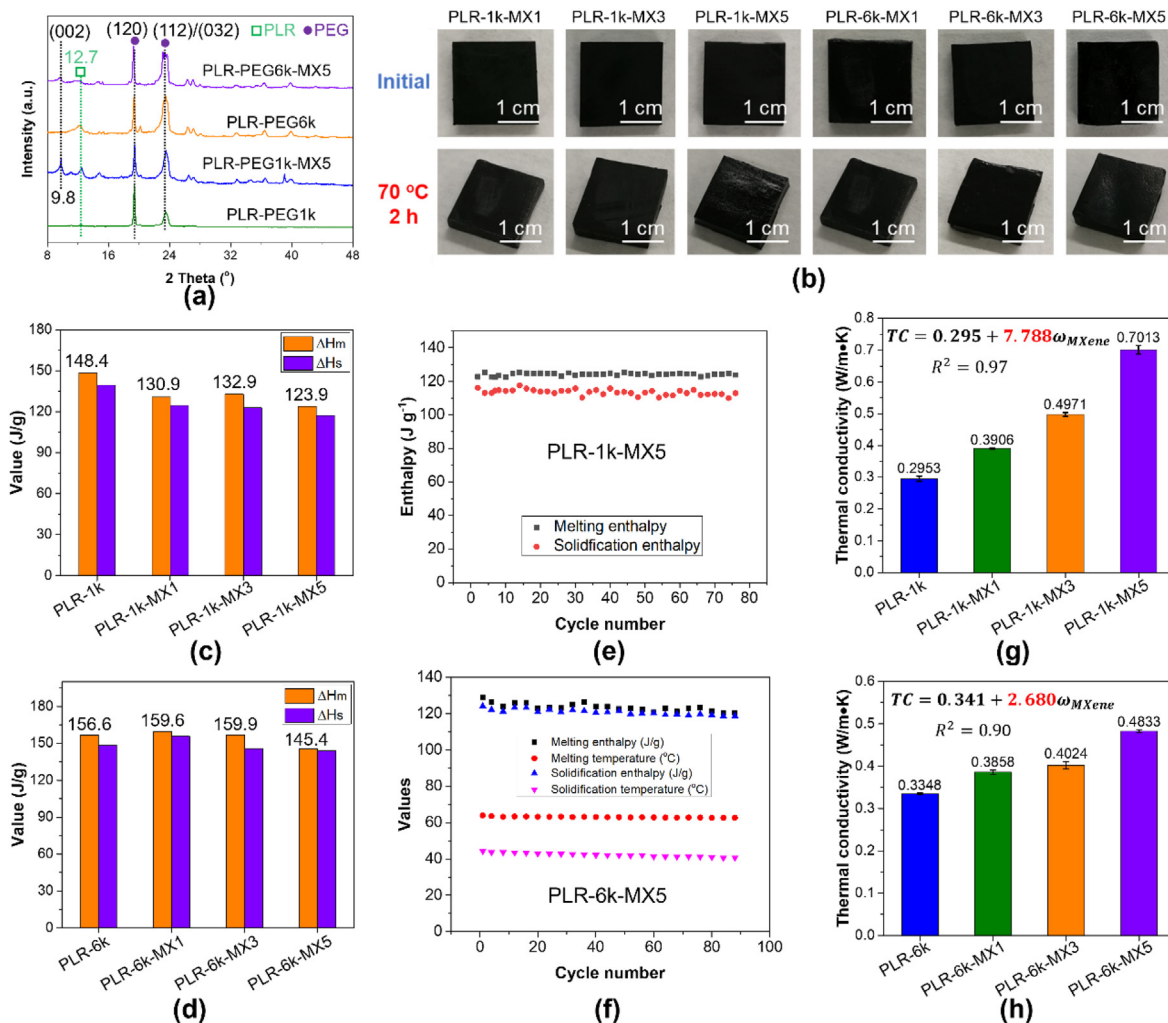 (002)
12.7
(120)
(112)/(032)
PLR
PEG
PLR-PEG6k-MX5
PLR-PEG6k
PLR-PEG1k-MX5
9.8
PLR-PEG1k
Intensity (a.u.)
8 16 24 32 40 48
2 Theta (°)
(a)
PLR-1k-MX1 PLR-1k-MX3 PLR-1k-MX5 PLR-6k-MX1 PLR-6k-MX3 PLR-6k-MX5
Initial
1 cm 1 cm 1 cm 1 cm 1 cm 1 cm
70 °C
2 h
1 cm 1 cm 1 cm 1 cm 1 cm 1 cm
(b)
180
150
120
90
60
30
0
Value (J/g)
ΔHm
ΔHs
148.4
130.9
132.9
123.9
PLR-1k
PLR-1k-MX1
PLR-1k-MX3
PLR-1k-MX5
(c)
140
120
100
80
60
40
20
0
Enthalpy (J g⁻¹)
PLR-1k-MX5
Melting enthalpy
Solidfication enthalpy
0 10 20 30 40 50 60 70 80
Cycle number
(e)
0.8
0.7
0.6
0.5
0.4
0.3
0.2
0.1
0.0
Thermal conductivity (W/m•K)
TC = 0.295 + 7.788ωMXene
R² = 0.97
0.2953
0.3906
0.4971
0.7013
PLR-1k
PLR-1k-MX1
PLR-1k-MX3
PLR-1k-MX5
(g)
180
150
120
90
60
30
0
Value (J/g)
ΔHm
ΔHs
156.6
159.6
159.9
145.4
PLR-6k
PLR-6k-MX1
PLR-6k-MX3
PLR-6k-MX5
(d)
140
120
100
80
60
40
20
0
Values
Melting enthalpy (J/g)
Melting temperature (°C)
Solidification enthalpy (J/g)
Solidification temperature (°C)
PLR-6k-MX5
0 20 40 60 80 100
Cycle number
(f)
0.6
0.5
0.4
0.3
0.2
0.1
0.0
Thermal conductivity (W/m•K)
TC = 0.341 + 2.680ωMXene
R² = 0.90
0.3348
0.3858
0.4024
0.4833
PLR-6k
PLR-6k-MX1
PLR-6k-MX3
PLR-6k-MX5
(h)